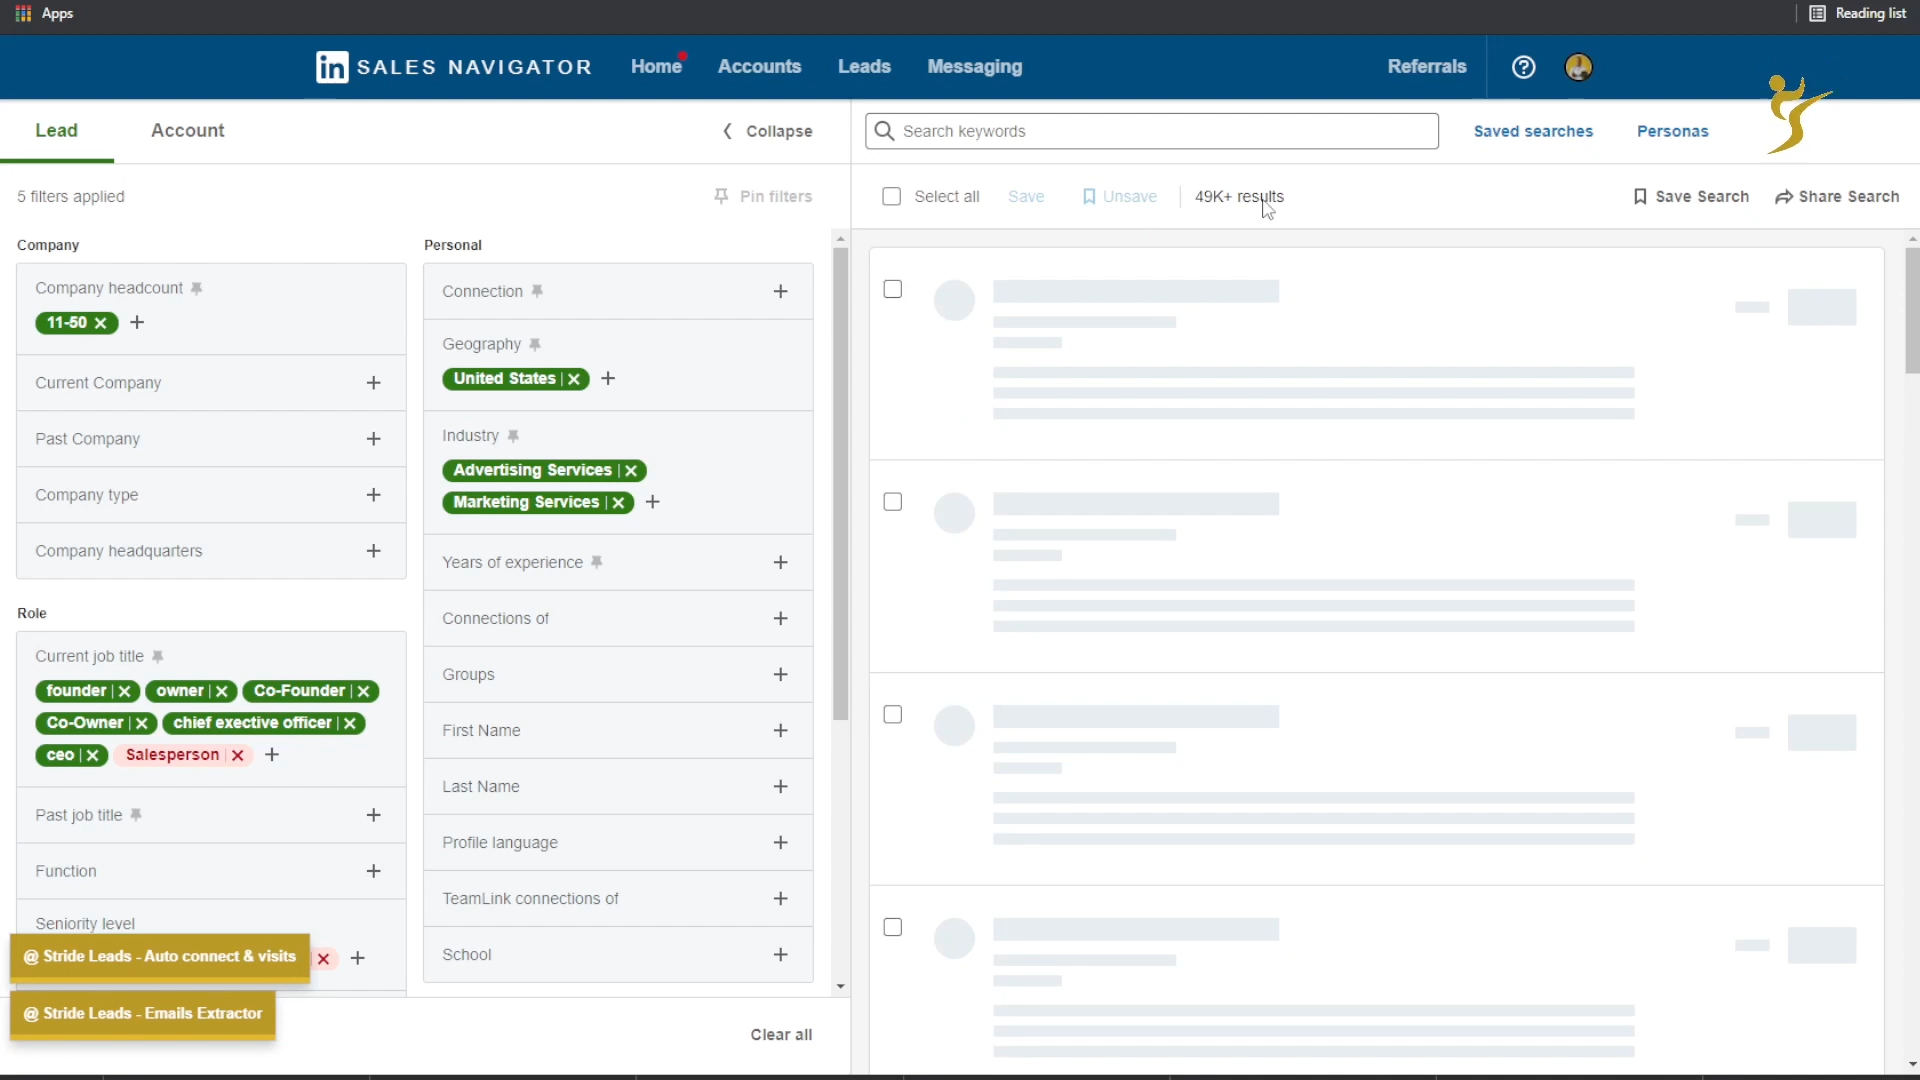 Apps
Reading list
in SALES NAVIGATOR
Home
Accounts
Leads
Messaging
Referrals
Lead
Account
Collapse
Search keywords
Saved searches
Personas
5 filters applied
Pin filters
Select all
Save
Unsave
49K+ results
Save Search
Share Search
Company
Company headcount
11-50
Current Company
Past Company
Company type
Company headquarters
Role
Current job title
founder
owner
Co-Founder
Co-Owner
chief exective officer
ceo
Salesperson
Past job title
Function
Seniority level
@ Stride Leads - Auto connect & visits
@ Stride Leads - Emails Extractor
Personal
Connection
Geography
United States
Industry
Advertising Services
Marketing Services
Years of experience
Connections of
Groups
First Name
Last Name
Profile language
TeamLink connections of
School
Clear all